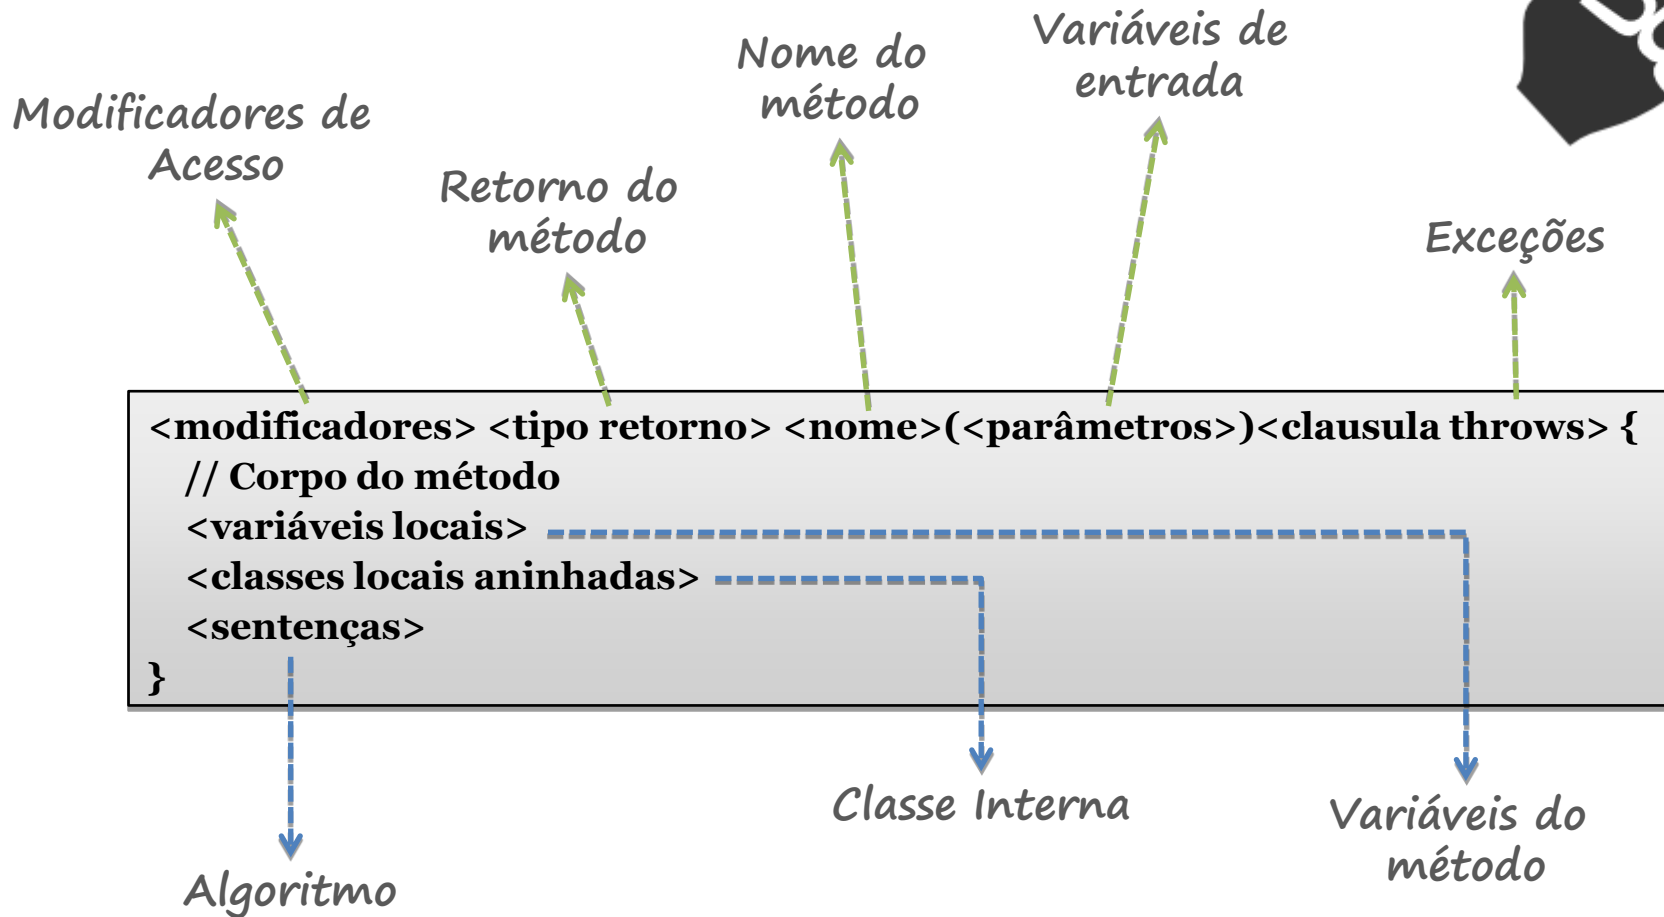 Variáveis de
entrada
Nome do
método
Modificadores de
Acesso
Retorno do
método
Exceções
<modificadores> <tipo retorno> <nome>(<parâmetros>)<clausula throws> {
// Corpo do método
<variáveis locais>
<classes locais aninhadas>
<sentenças>
}
Classe Interna
Variáveis do
método
Algoritmo